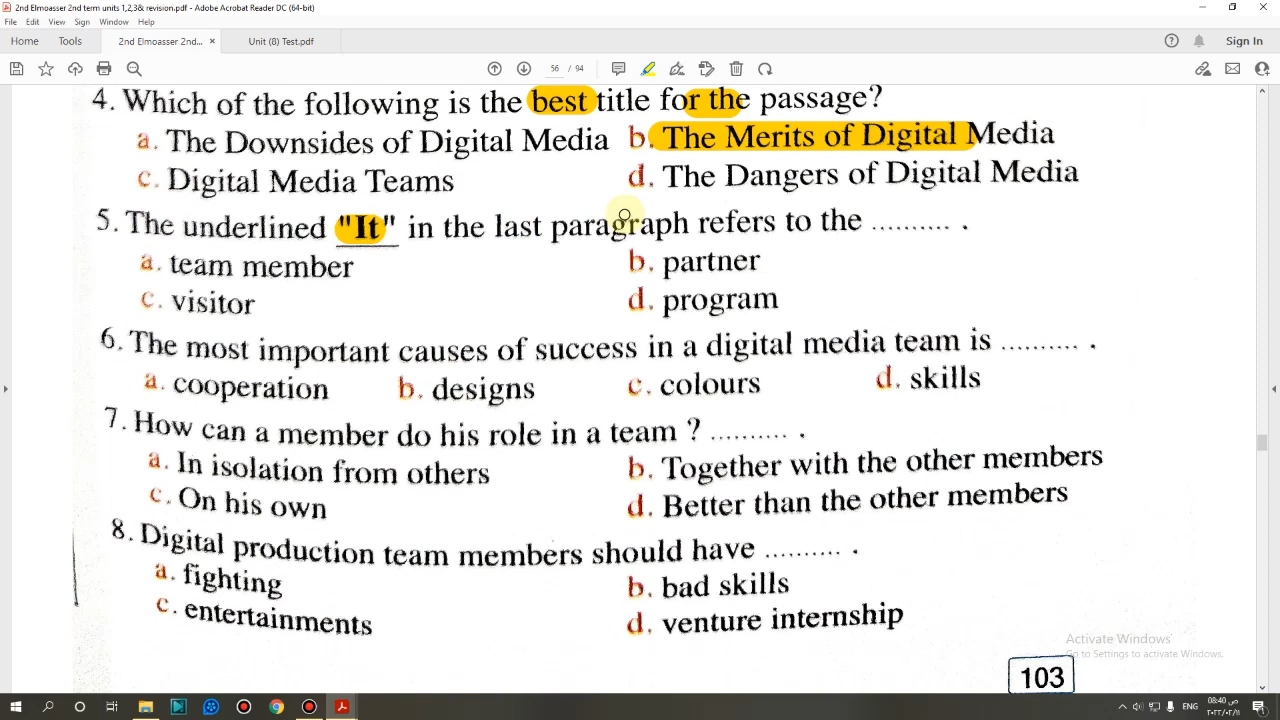 2nd Elmoasser 2nd term units 1,2,3& revision.pdf - Adobe Acrobat Reader DC (64-bit)
File Edit View Sign Window Help
Home Tools 2nd Elmoasser 2nd... × Unit (8) Test.pdf Sign In
56 / 94
4. Which of the following is the best title for the passage?
a. The Downsides of Digital Media b. The Merits of Digital Media
c. Digital Media Teams d. The Dangers of Digital Media
5. The underlined "It" in the last paragraph refers to the .......... .
a. team member b. partner
c. visitor d. program
6. The most important causes of success in a digital media team is .......... .
a. cooperation b. designs c. colours d. skills
7. How can a member do his role in a team ? .......... .
a. In isolation from others b. Together with the other members
c. On his own d. Better than the other members
8. Digital production team members should have .......... .
a. fighting b. bad skills
c. entertainments d. venture internship
Activate Windows
Go to Settings to activate Windows.
103
ENG 08:40 ص
٢٠٢٢/٠٢/١١